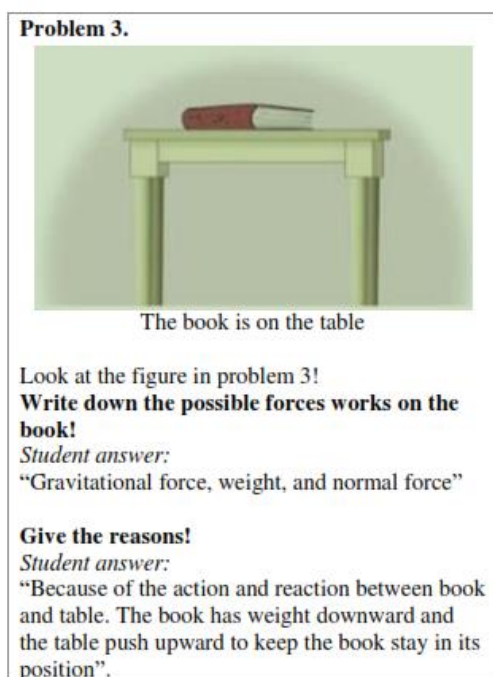 Problem 3.
The book is on the table
Look at the figure in problem 3!
Write down the possible forces works on the
book!
Student answer:
“Gravitational force, weight, and normal force”
Give the reasons!
Student answer:
“Because of the action and reaction between book
and table. The book has weight downward and
the table push upward to keep the book stay in its
position”.